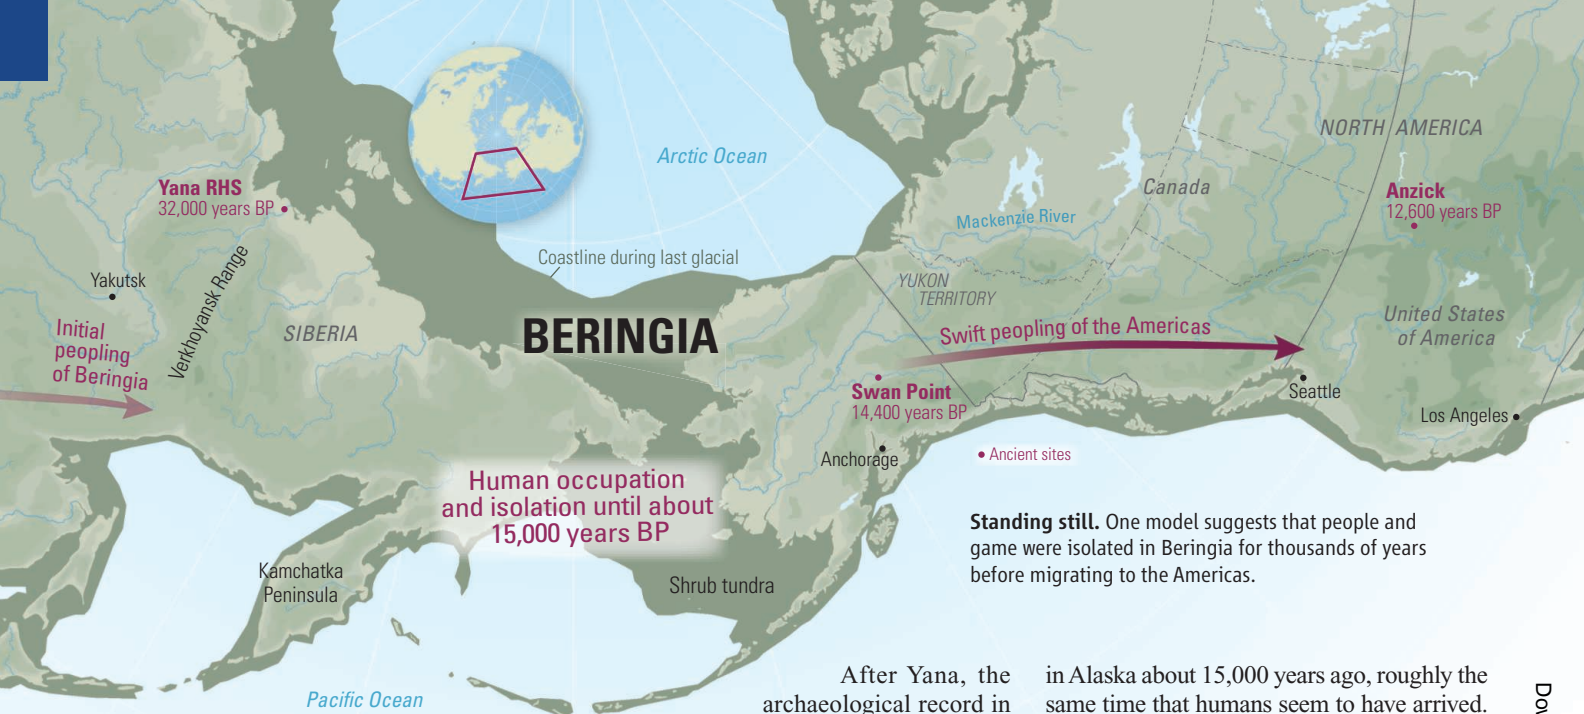 Arctic Ocean
NORTH AMERICA
Canada
Yana RHS
32,000 years BP
Anzick
12,600 years BP
Mackenzie River
Coastline during last glacial
Verkhoyansk Range
Yakutsk
YUKON
TERRITORY
SIBERIA
BERINGIA
United States
of America
Initial
peopling
of Beringia
Swift peopling of the Americas
Swan Point
14,400 years BP
Seattle
Los Angeles
Anchorage
Ancient sites
Human occupation
and isolation until about
15,000 years BP
Standing still. One model suggests that people and
game were isolated in Beringia for thousands of years
before migrating to the Americas.
Kamchatka
Peninsula
Shrub tundra
Pacific Ocean
After Yana, the
archaeological record in
in Alaska about 15,000 years ago, roughly the
same time that humans seem to have arrived.